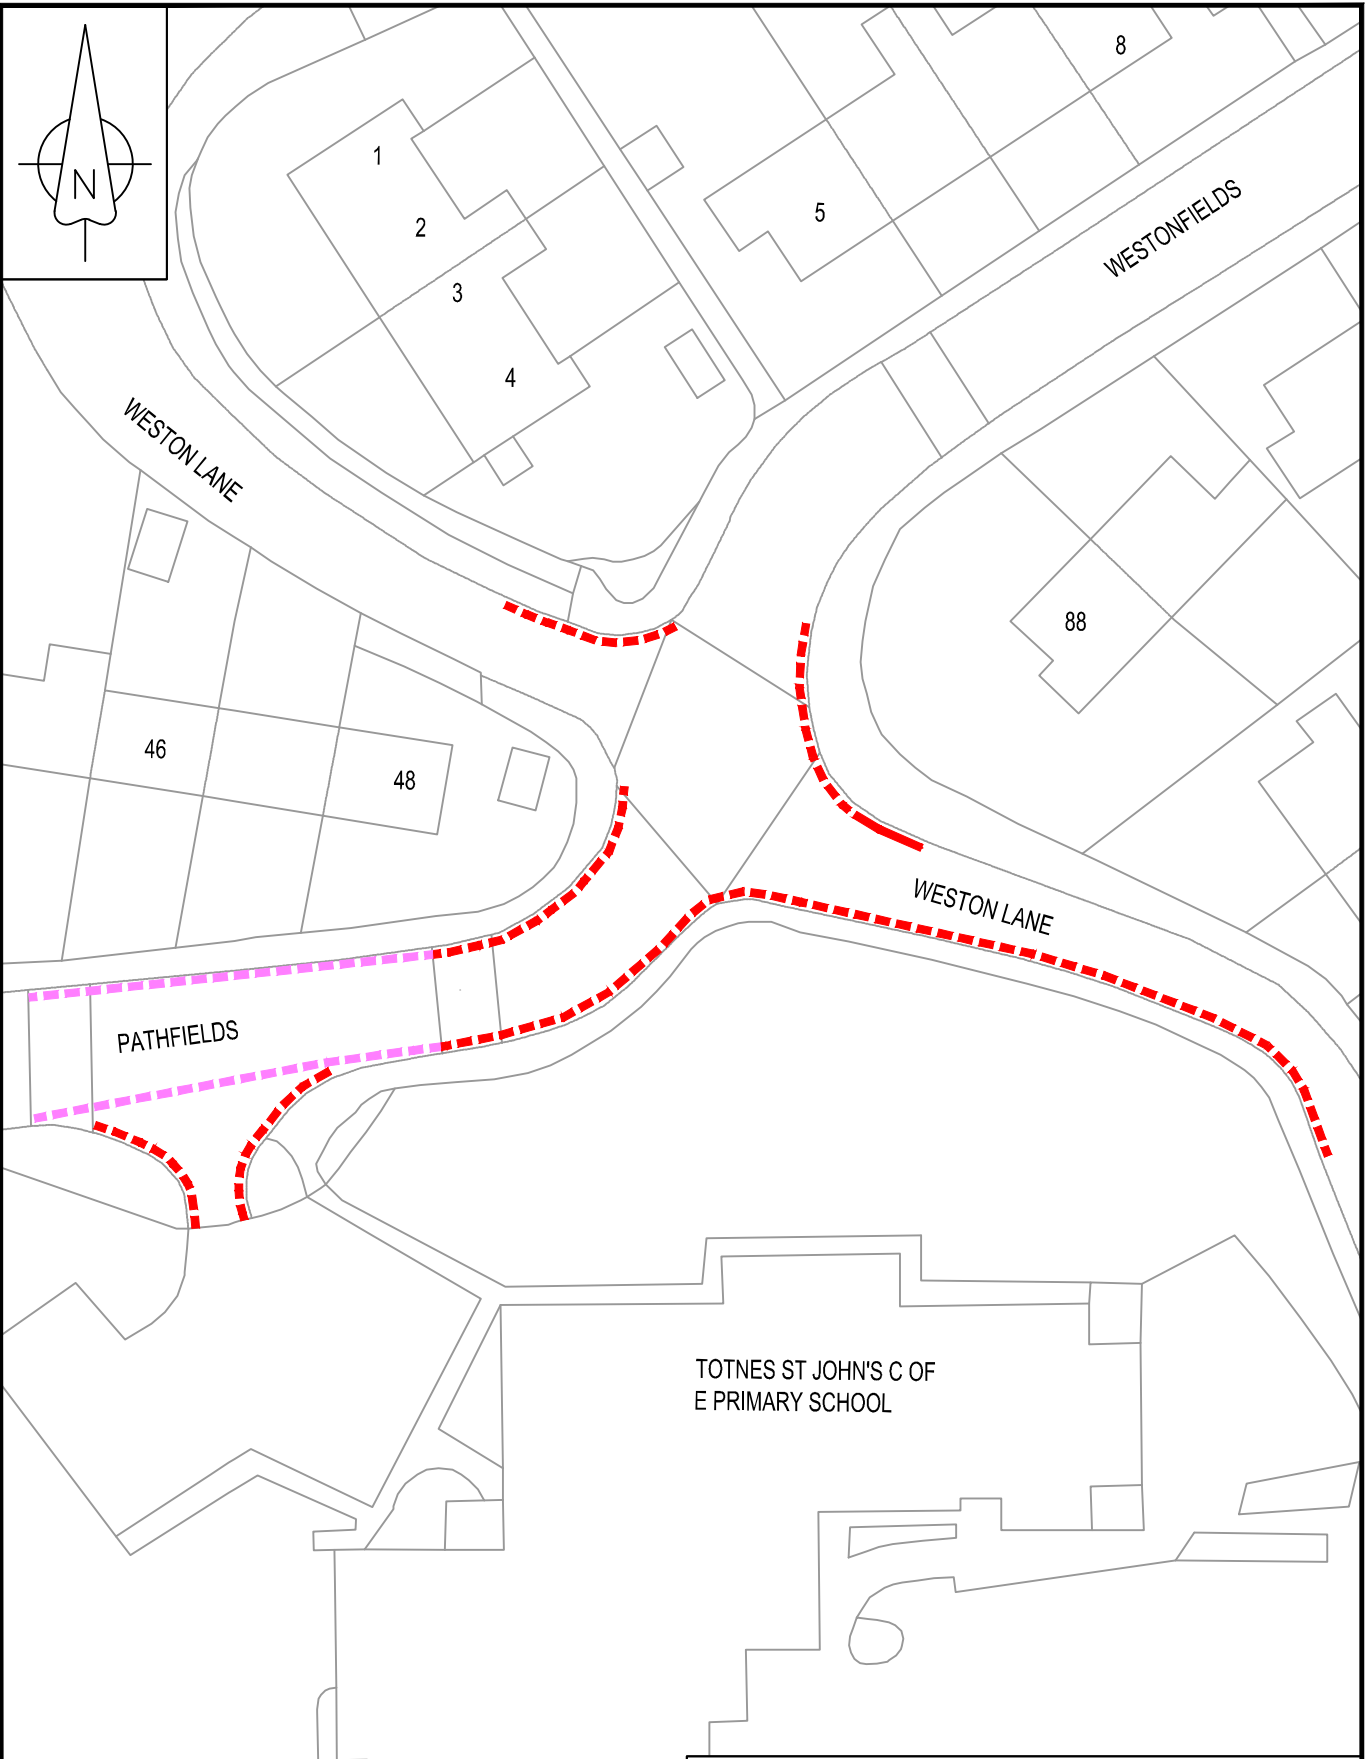 8
1
N
WESTONFIELDS
5
2
3
4
WESTON LANE
88
46
48
WESTON LANE
PATHFIELDS
TOTNES ST JOHN'S C OF
E PRIMARY SCHOOL